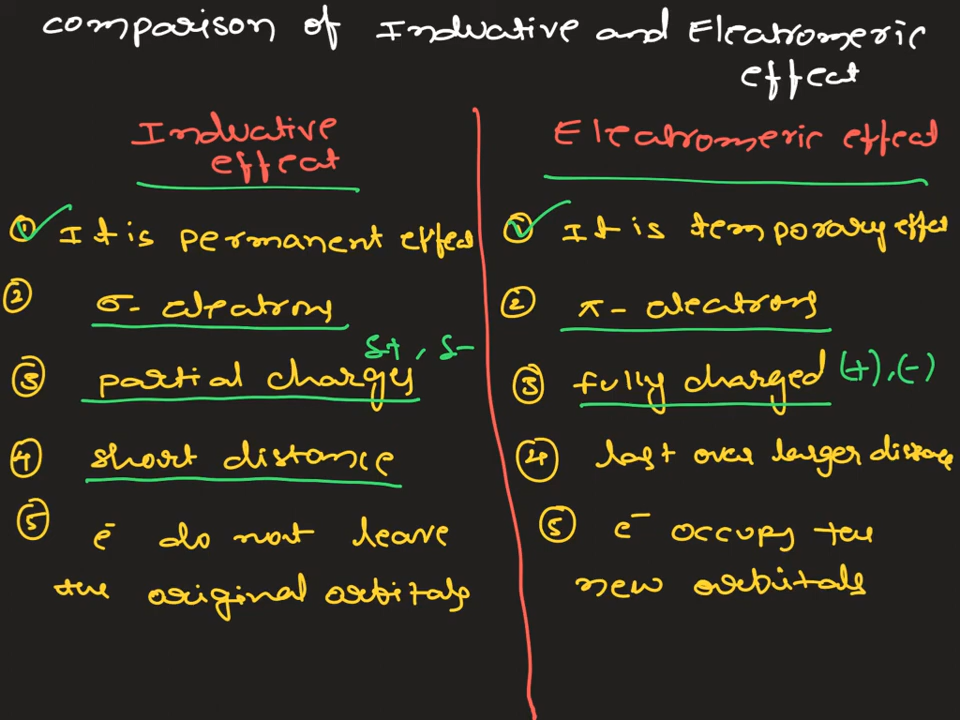 comparison of Inductive and Electromeric
effect
Inductive
effect
① It is permanent effect
② σ- electrons
③ partial charges δ+, δ-
④ short distance
⑤ e⁻ do not leave
the original orbitals
Electromeric effect
① It is temporary effect
② π- electrons
③ fully charged (+), (-)
④ last over larger distance
⑤ e⁻ occupy the
new orbitals